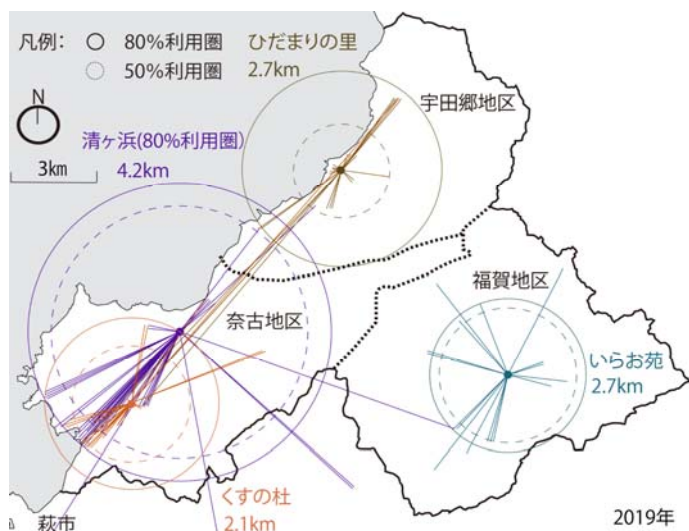 凡例: 80%利用圏
50%利用圏
ひだまりの里
2.7km
宇田郷地区
N
3km
清ヶ浜(80%利用圏)
4.2km
奈古地区
福賀地区
いらお苑
2.7km
くすの杜
2.1km
萩市
2019年